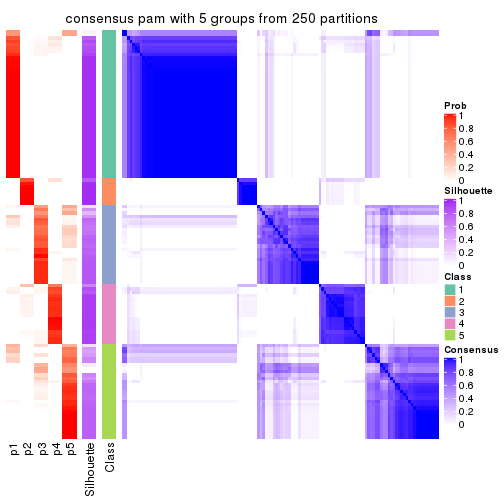 consensus pam with 5 groups from 250 partitions
Prob
1
0.8
0.6
0.4
0.2
0
Silhouette
1
0.8
0.6
0.4
0.2
0
Class
1
2
3
4
5
Consensus
1
0.8
0.6
0.4
0.2
0
p1
p2
p3
p4
p5
Silhouette
Class